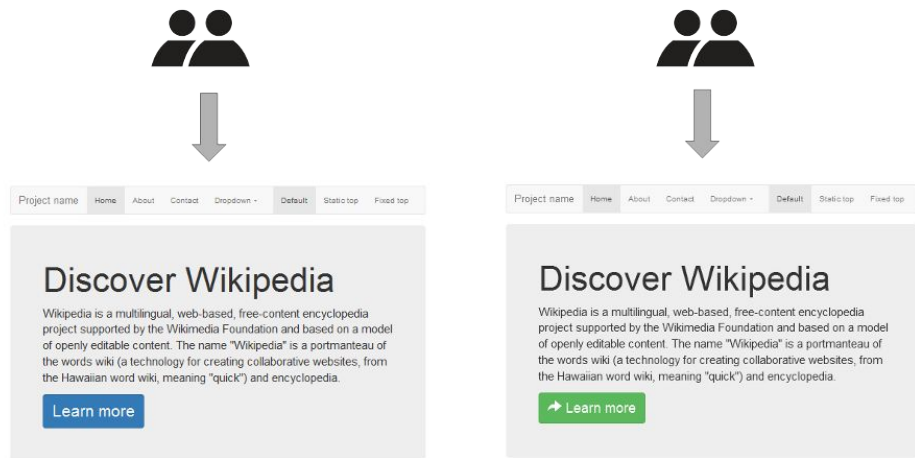 Project name Home About Contact Dropdown Default Static top Fixed top
Discover Wikipedia
Wikipedia is a multilingual, web-based, free-content encyclopedia
project supported by the Wikimedia Foundation and based on a model
of openly editable content. The name "Wikipedia" is a portmanteau of
the words wiki (a technology for creating collaborative websites, from
the Hawaiian word wiki, meaning "quick") and encyclopedia.
Learn more
Project name Home About Contact Dropdown Default Static top Fixed top
Discover Wikipedia
Wikipedia is a multilingual, web-based, free-content encyclopedia
project supported by the Wikimedia Foundation and based on a model
of openly editable content. The name "Wikipedia" is a portmanteau of
the words wiki (a technology for creating collaborative websites, from
the Hawaiian word wiki, meaning "quick") and encyclopedia.
Learn more